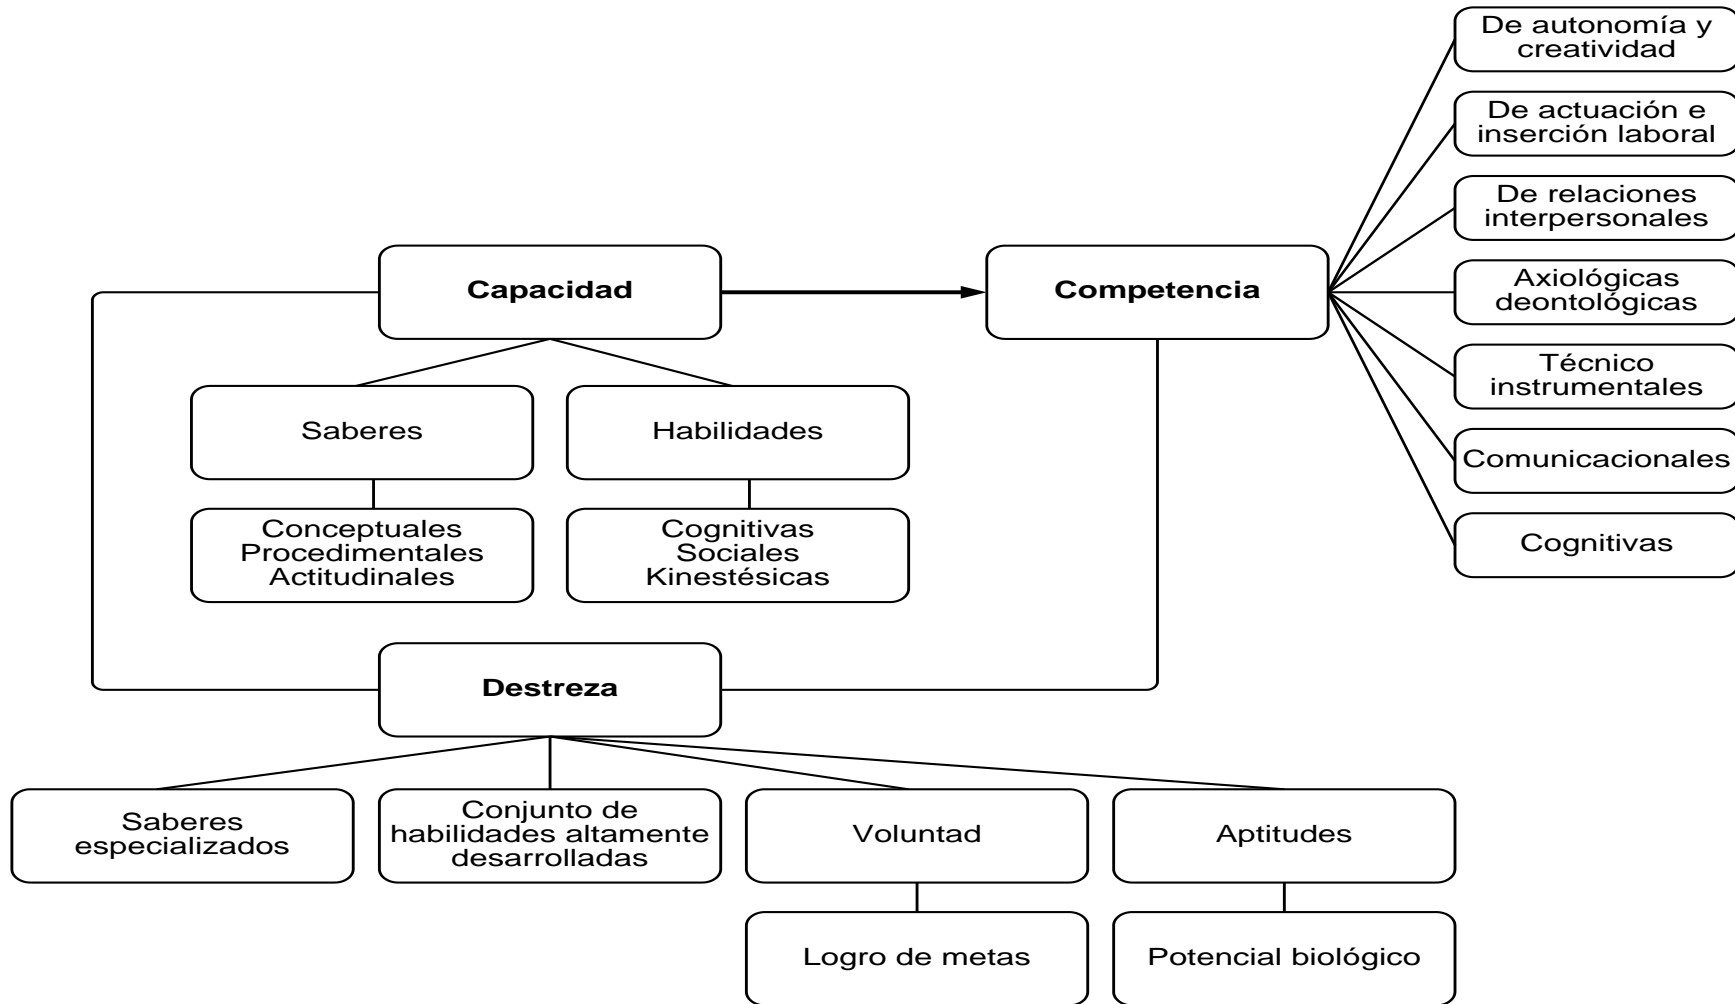 De autonomía y
creatividad
De actuación e
inserción laboral
De relaciones
interpersonales
Capacidad
Competencia
Axiológicas
deontológicas
Técnico
instrumentales
Saberes
Habilidades
Comunicacionales
Conceptuales
Procedimentales
Actitudinales
Cognitivas
Sociales
Kinestésicas
Cognitivas
Destreza
Saberes
especializados
Conjunto de
habilidades altamente
desarrolladas
Voluntad
Aptitudes
Logro de metas
Potencial biológico